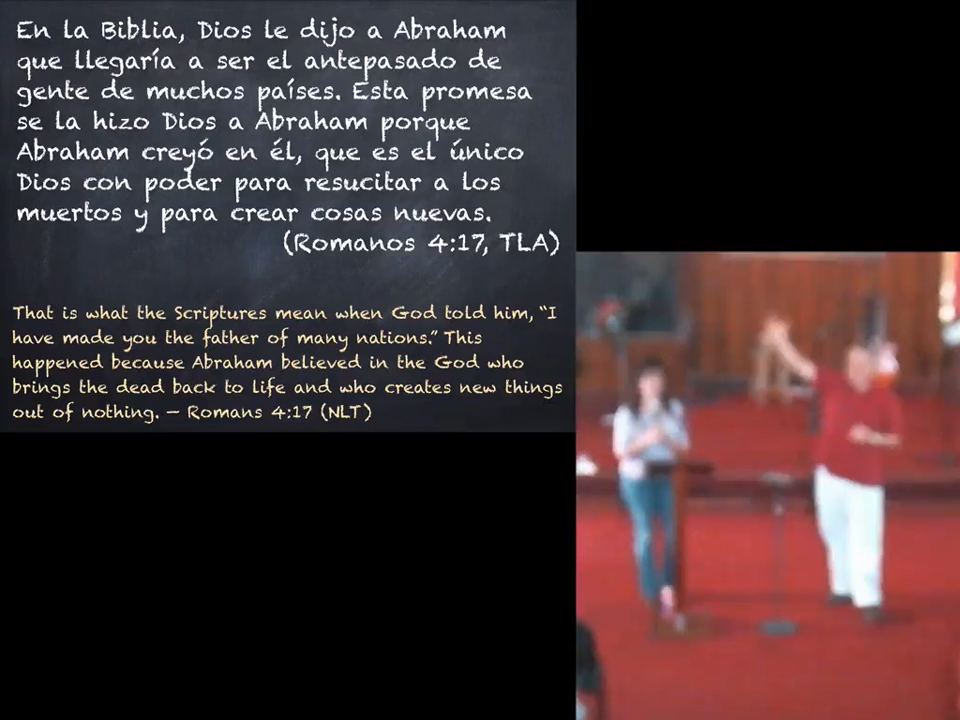 En la Biblia, Dios le dijo a Abraham
que llegaría a ser el antepasado de
gente de muchos países. Esta promesa
se la hizo Dios a Abraham porque
Abraham creyó en él, que es el único
Dios con poder para resucitar a los
muertos y para crear cosas nuevas.
(Romanos 4:17, TLA)
That is what the Scriptures mean when God told him, “I
have made you the father of many nations.” This
happened because Abraham believed in the God who
brings the dead back to life and who creates new things
out of nothing. — Romans 4:17 (NLT)